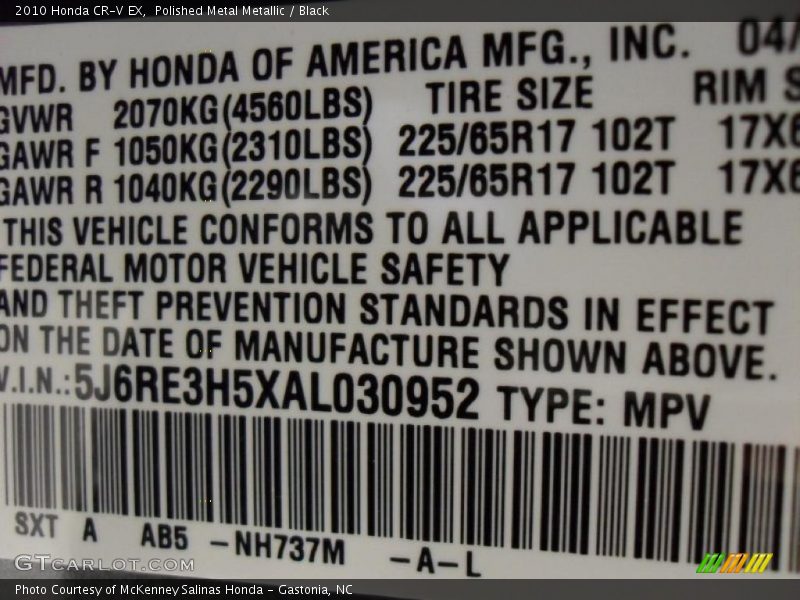 2010 Honda CR-V EX, Polished Metal Metallic / Black
MFD. BY HONDA OF AMERICA MFG., INC. 04/
GVWR 2070KG(4560LBS) TIRE SIZE RIM S
GAWR F 1050KG(2310LBS) 225/65R17 102T 17X6
GAWR R 1040KG(2290LBS) 225/65R17 102T 17X6
THIS VEHICLE CONFORMS TO ALL APPLICABLE
FEDERAL MOTOR VEHICLE SAFETY
AND THEFT PREVENTION STANDARDS IN EFFECT
ON THE DATE OF MANUFACTURE SHOWN ABOVE.
V.I.N.:5J6RE3H5XAL030952 TYPE: MPV
SXT A AB5 -NH737M -A-L
GTcarlot.com
Photo Courtesy of McKenney Salinas Honda - Gastonia, NC